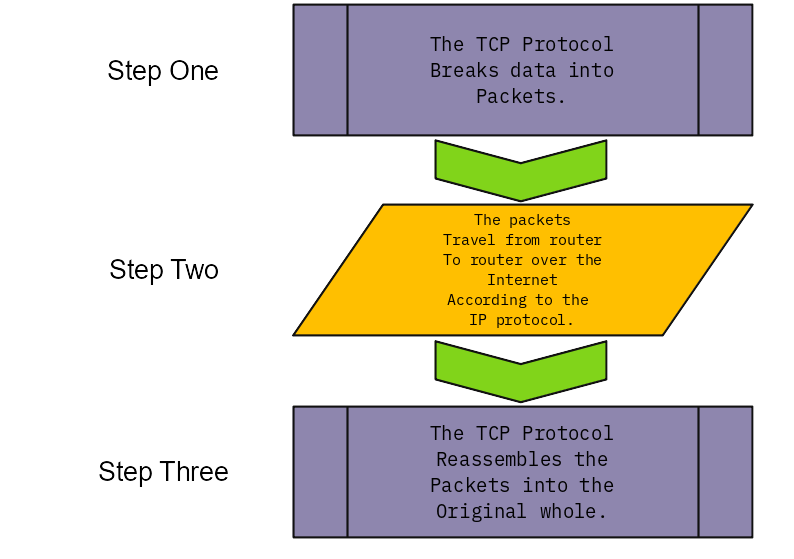 Step One
The TCP Protocol
Breaks data into
Packets.
Step Two
The packets
Travel from router
To router over the
Internet
According to the
IP protocol.
Step Three
The TCP Protocol
Reassembles the
Packets into the
Original whole.